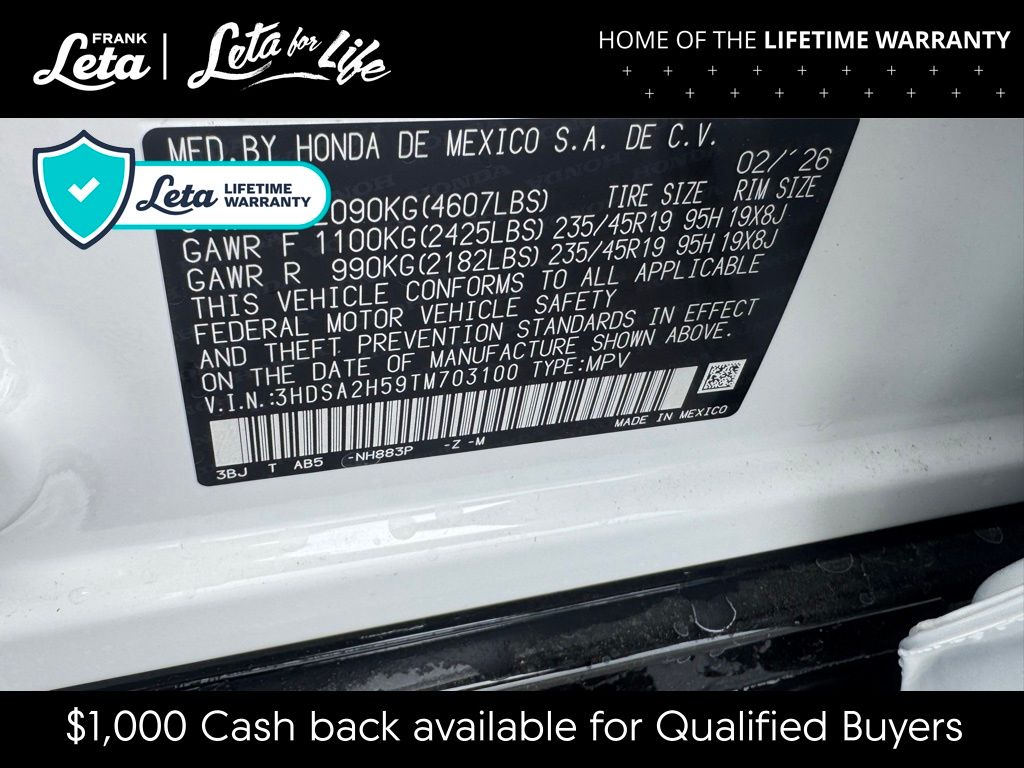 FRANK
Leta
Leta for Life
HOME OF THE LIFETIME WARRANTY
MFD.BY HONDA DE MEXICO S.A. DE C.V.
02/´26
Leta LIFETIME
WARRANTY
2090KG(4607LBS) TIRE SIZE RIM SIZE
GAWR F 1100KG(2425LBS) 235/45R19 95H 19X8J
GAWR R 990KG(2182LBS) 235/45R19 95H 19X8J
THIS VEHICLE CONFORMS TO ALL APPLICABLE
FEDERAL MOTOR VEHICLE SAFETY
AND THEFT PREVENTION STANDARDS IN EFFECT
ON THE DATE OF MANUFACTURE SHOWN ABOVE.
V.I.N.:3HDSA2H59TM703100 TYPE:MPV
MADE IN MEXICO
3BJ T AB5 -NH883P -Z -M
$1,000 Cash back available for Qualified Buyers